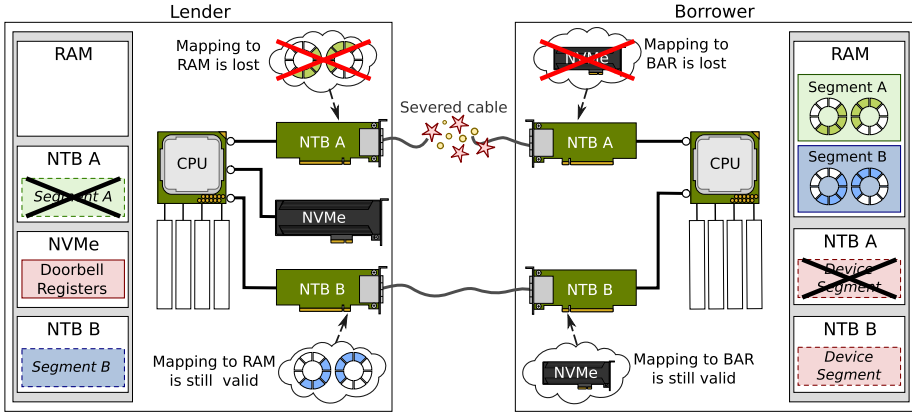 Lender
Borrower
RAM
NTB A
Segment A
NVMe
Doorbell
Registers
NTB B
Segment B
Mapping to
RAM is lost
CPU
NTB A
NVMe
NTB B
Mapping to RAM
is still valid
Severed cable
NVMe
Mapping to
BAR is lost
NTB A
CPU
NTB B
NVMe
Mapping to BAR
is still valid
RAM
Segment A
Segment B
NTB A
Device
Segment
NTB B
Device
Segment